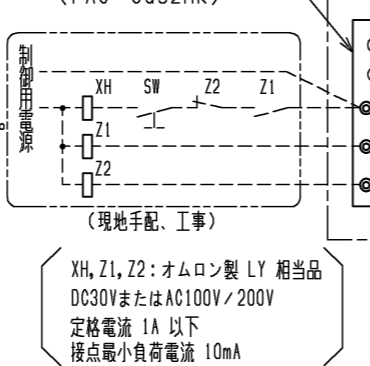 制御用電源
XH SW Z2 Z1
Z1
Z2
(現地手配、工事)
XH,Z1,Z2:オムロン製 LY 相当品
DC30VまたはAC100V/200V
定格電流 1A 以下
接点最小負荷電流 10mA